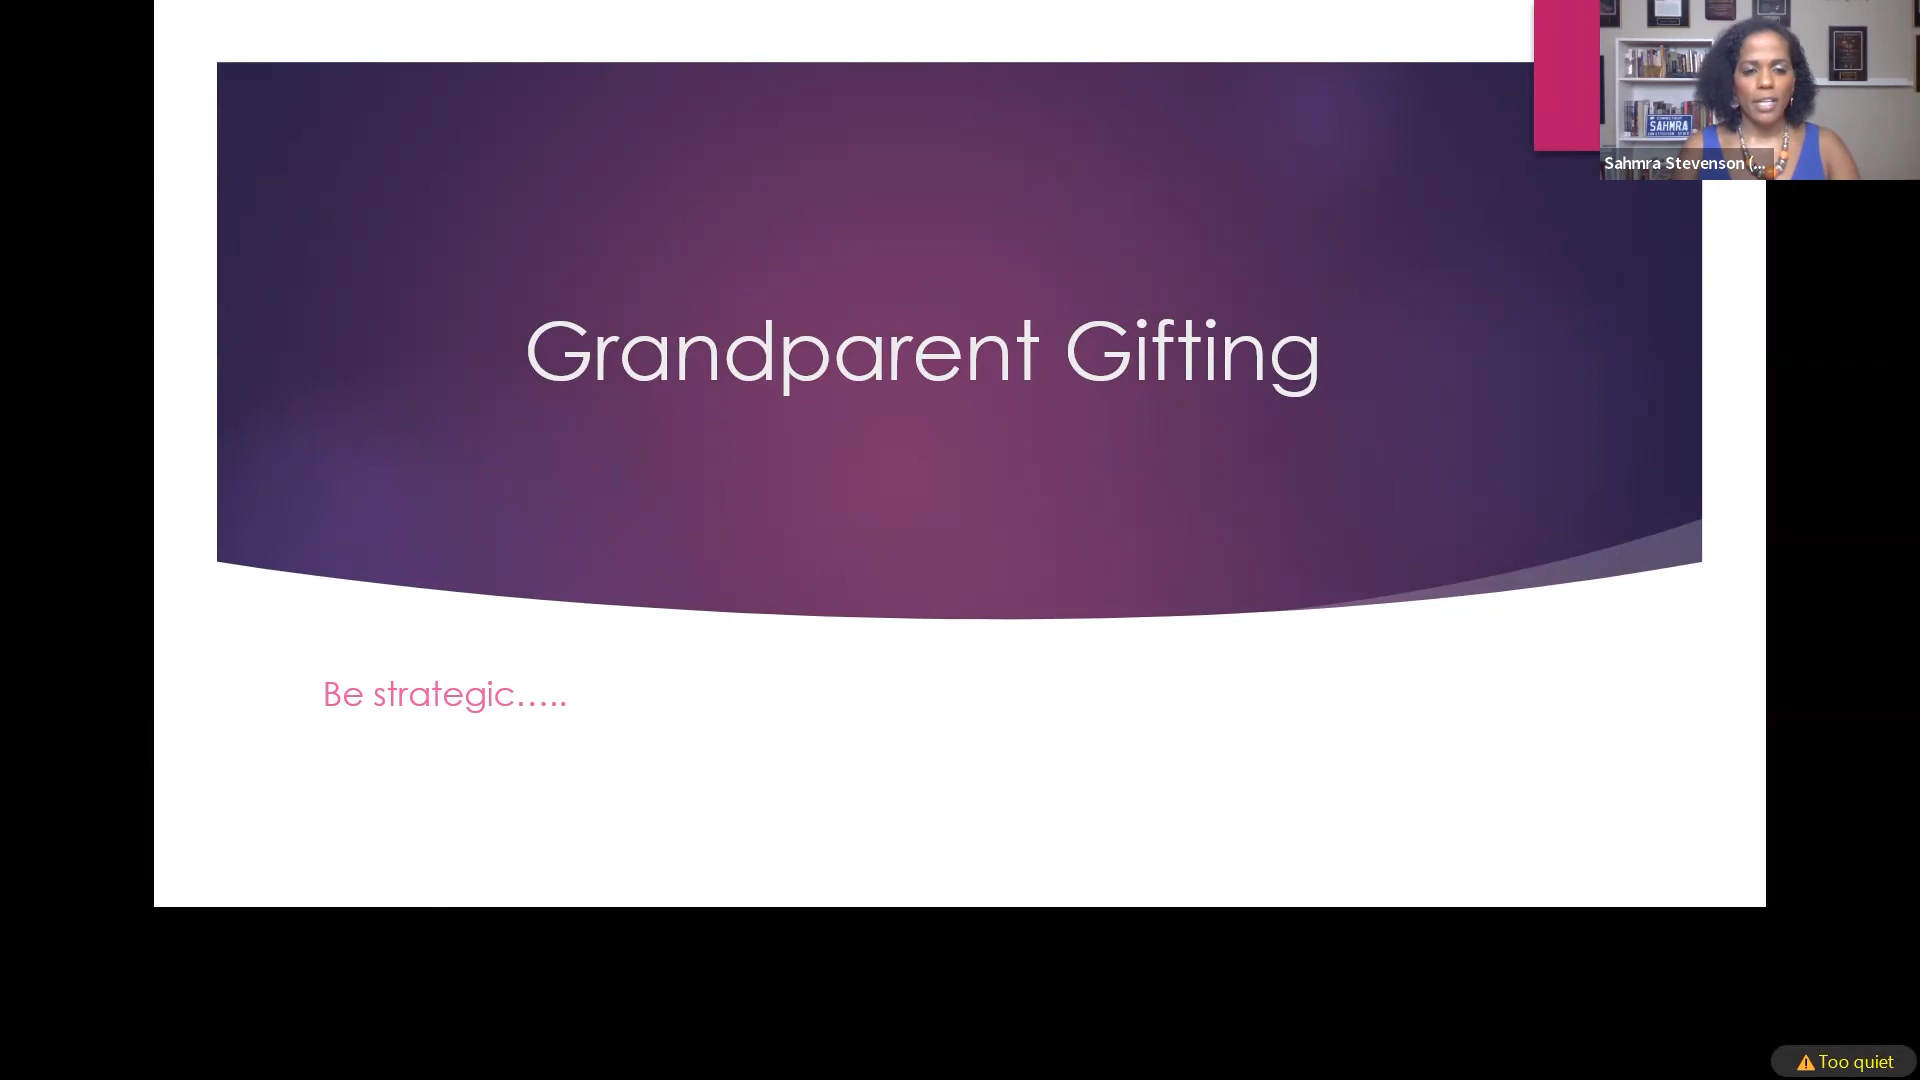 Grandparent Gifting
Be strategic.....
SAHMRA
Sahmra Stevenson (...
Too quiet